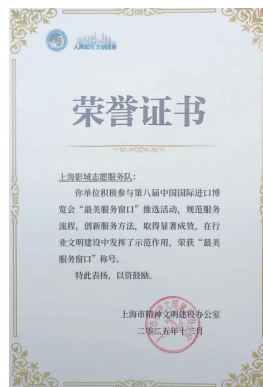 人民城市 文明实践
荣誉证书
上海影城志愿服务队：
你单位积极参与第八届中国国际进口博
览会“最美服务窗口”推选活动，规范服务
流程，创新服务方法，取得显著成效，在行
业文明建设中发挥了示范作用，荣获“最美
服务窗口”称号。
特此表扬，以资鼓励。
上海市精神文明建设办公室
二〇二五年十二月